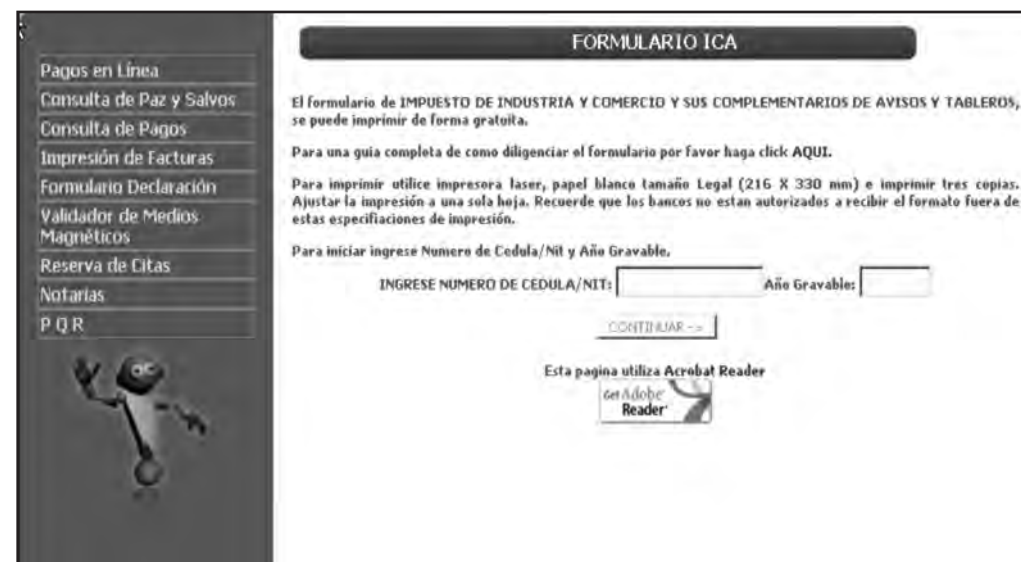 FORMULARIO ICA
Pagos en Línea
Consulta de Paz y Salvos
Consulta de Pagos
Impresión de Facturas
Formulario Declaración
Validador de Medios
Magnéticos
Reserva de Citas
Notarias
P Q R
El formulario de IMPUESTO DE INDUSTRIA Y COMERCIO Y SUS COMPLEMENTARIOS DE AVISOS Y TABLEROS,
se puede imprimir de forma gratuita.
Para una guia completa de como diligenciar el formulario por favor haga click AQUI.
Para imprimir utilice impresora laser, papel blanco tamaño Legal (216 X 330 mm) e imprimir tres copias.
Ajustar la impresión a una sola hoja. Recuerde que los bancos no estan autorizados a recibir el formato fuera de
estas especifiaciones de impresión.
Para iniciar ingrese Numero de Cedula/Nit y Año Gravable.
INGRESE NUMERO DE CEDULA/NIT: Año Gravable:
CONTINUAR -->
Esta pagina utiliza Acrobat Reader
Get Adobe
Reader